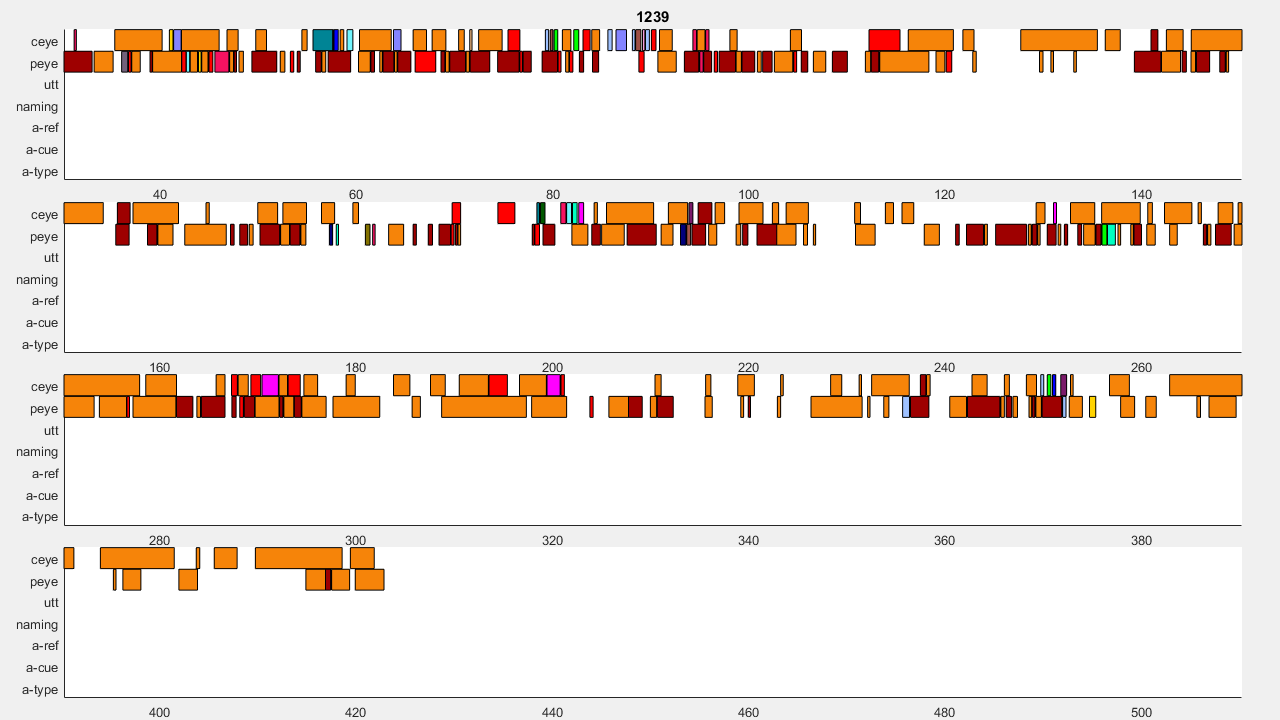 1239
ceye
peye
utt
naming
a-ref
a-cue
a-type
40 60 80 100 120 140
ceye
peye
utt
naming
a-ref
a-cue
a-type
160 180 200 220 240 260
ceye
peye
utt
naming
a-ref
a-cue
a-type
280 300 320 340 360 380
ceye
peye
utt
naming
a-ref
a-cue
a-type
400 420 440 460 480 500